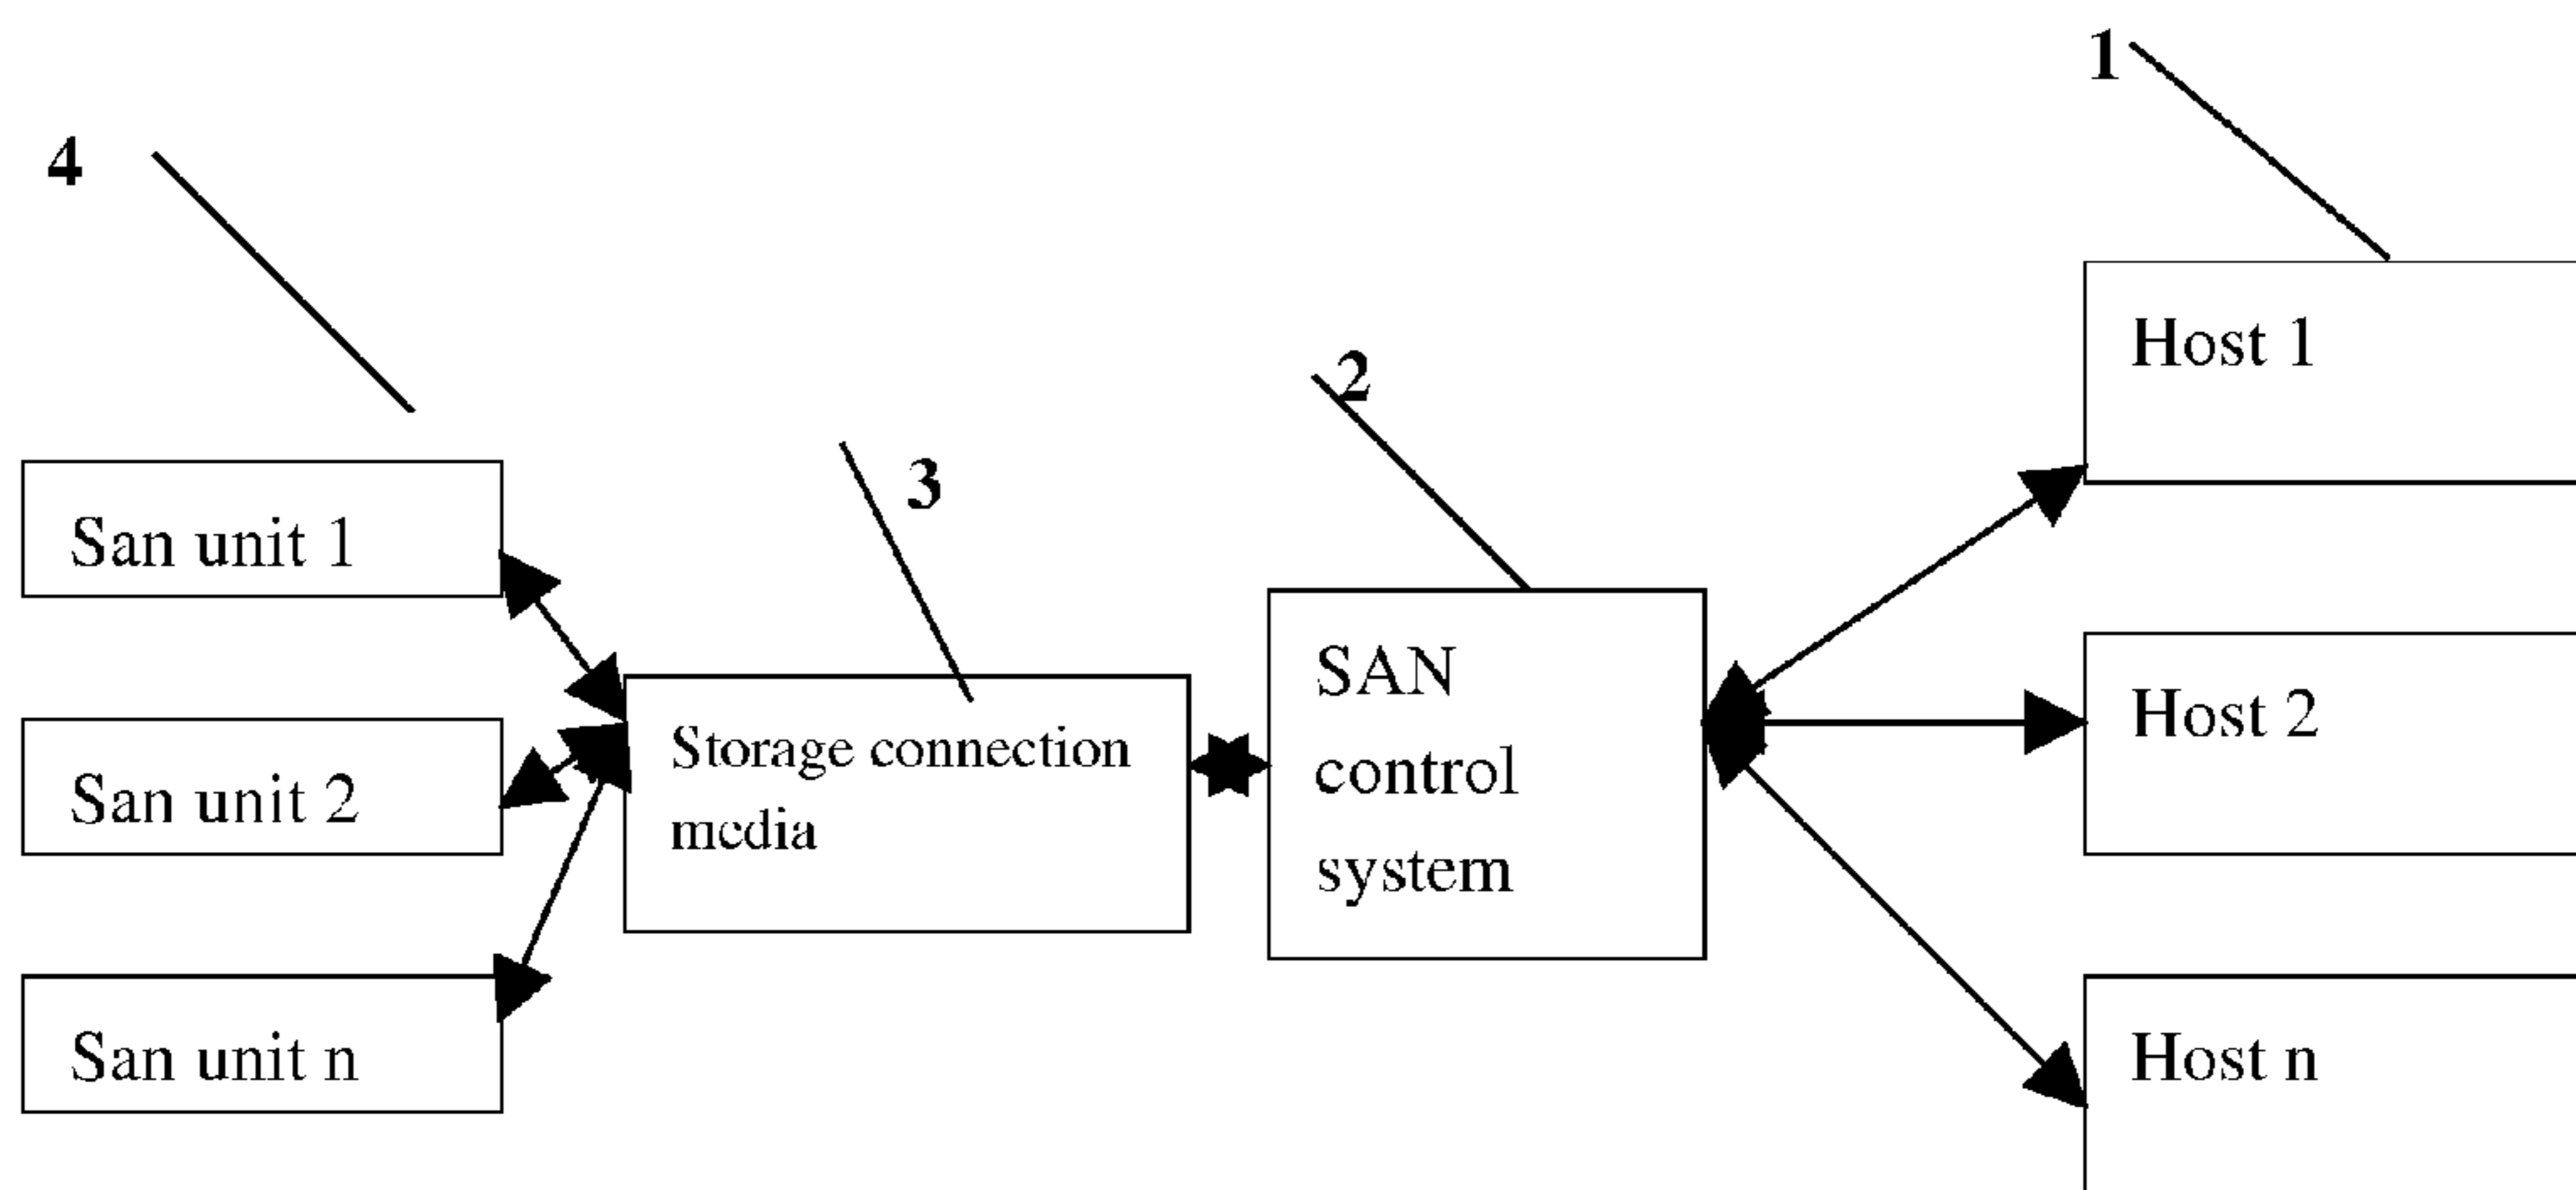 1
4
2
3
Host 1
San unit 1
Host 2
San unit 2
Storage connection
media
SAN
control
system
San unit n
Host n